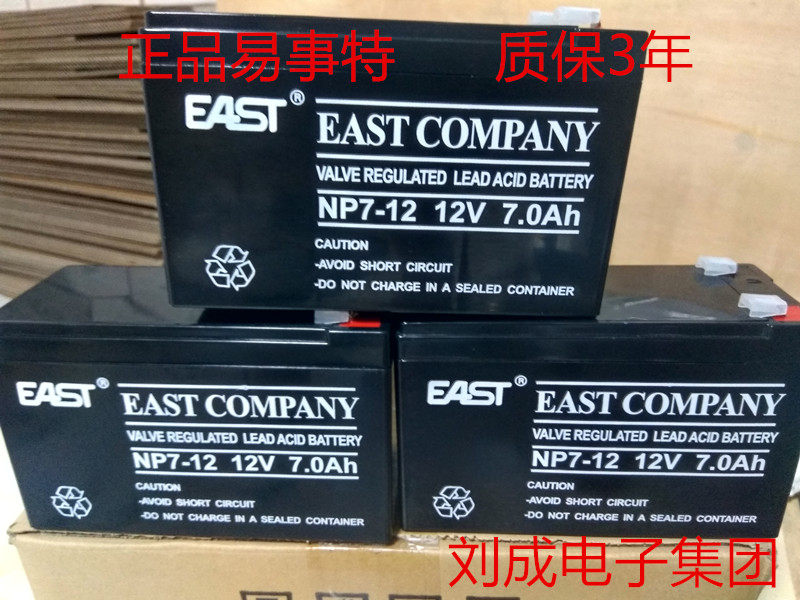 正品易事特 质保3年
EAST® EAST COMPANY
VALVE REGULATED LEAD ACID BATTERY
NP7-12 12V 7.0Ah
CAUTION
-AVOID SHORT CIRCUIT
-DO NOT CHARGE IN A SEALED CONTAINER
EAST® EAST COMPANY
VALVE REGULATED LEAD ACID BATTERY
NP7-12 12V 7.0Ah
CAUTION
-AVOID SHORT CIRCUIT
-DO NOT CHARGE IN A SEALED CONTAINER
EAST® EAST COMPANY
VALVE REGULATED LEAD ACID BATTERY
NP7-12 12V 7.0Ah
CAUTION
-AVOID SHORT CIRCUIT
-DO NOT CHARGE IN A SEALED CONTAINER
刘成电子集团